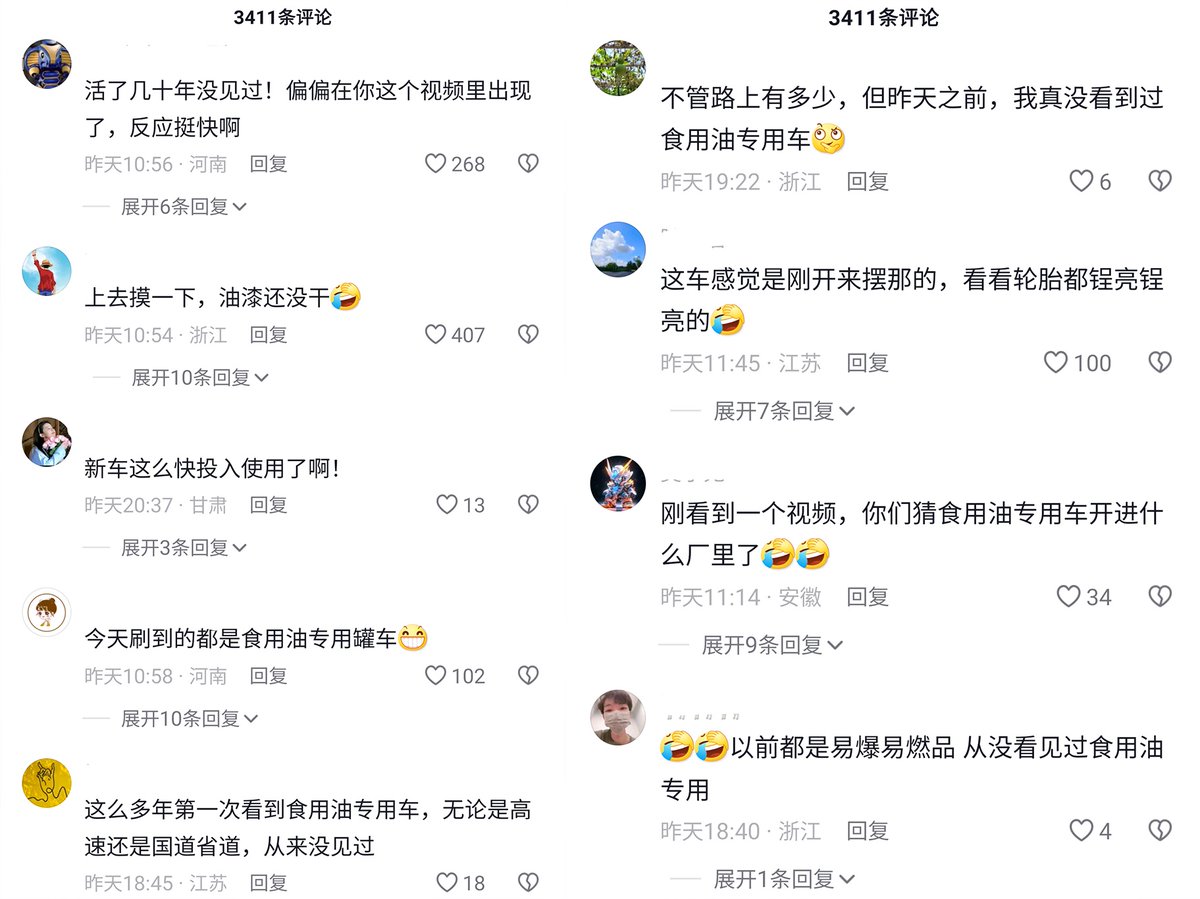 3411条评论
活了几十年没见过！偏偏在你这个视频里出现
了，反应挺快啊
昨天10:56 · 河南 回复 268
展开6条回复
上去摸一下，油漆还没干
昨天10:54 · 浙江 回复 407
展开10条回复
新车这么快投入使用了啊！
昨天20:37 · 甘肃 回复 13
展开3条回复
今天刷到的都是食用油专用罐车
昨天10:58 · 河南 回复 102
展开10条回复
这么多年第一次看到食用油专用车，无论是高
速还是国道省道，从来没见过
昨天18:45 · 江苏 回复 18
3411条评论
不管路上有多少，但昨天之前，我真没看到过
食用油专用车
昨天19:22 · 浙江 回复 6
这车感觉是刚开来摆那的，看看轮胎都锃亮锃
亮的
昨天11:45 · 江苏 回复 100
展开7条回复
刚看到一个视频，你们猜食用油专用车开进什
么厂里了
昨天11:14 · 安徽 回复 34
展开9条回复
以前都是易爆易燃品 从没看见过食用油
专用
昨天18:40 · 浙江 回复 4
展开1条回复